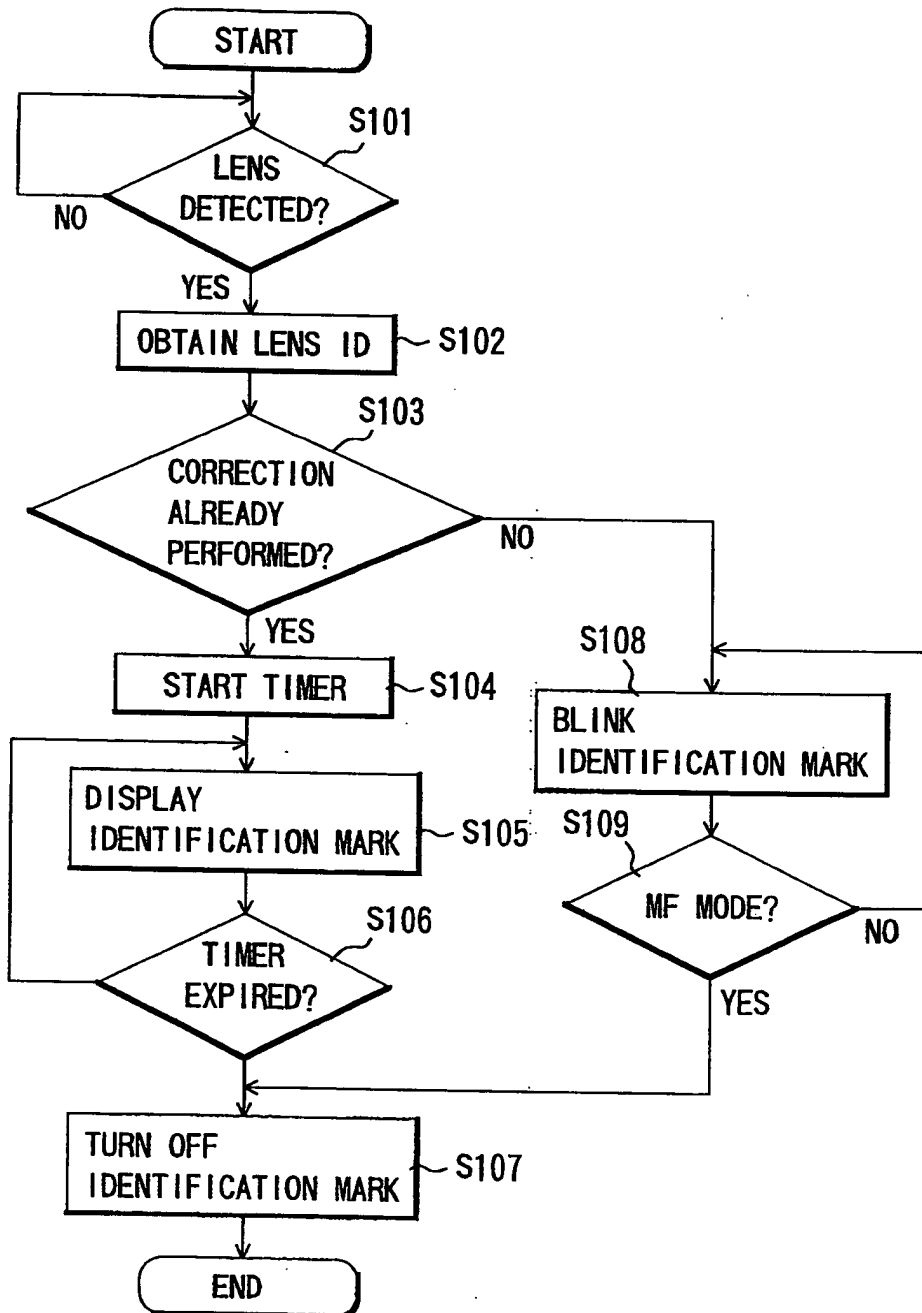 START
S101
LENS
DETECTED?
NO
YES
OBTAIN LENS ID
S102
S103
CORRECTION
ALREADY
PERFORMED?
NO
YES
START TIMER
S104
S108
BLINK
IDENTIFICATION MARK
DISPLAY
IDENTIFICATION MARK
S105
S109
MF MODE?
NO
YES
S106
TIMER
EXPIRED?
TURN OFF
IDENTIFICATION MARK
S107
END